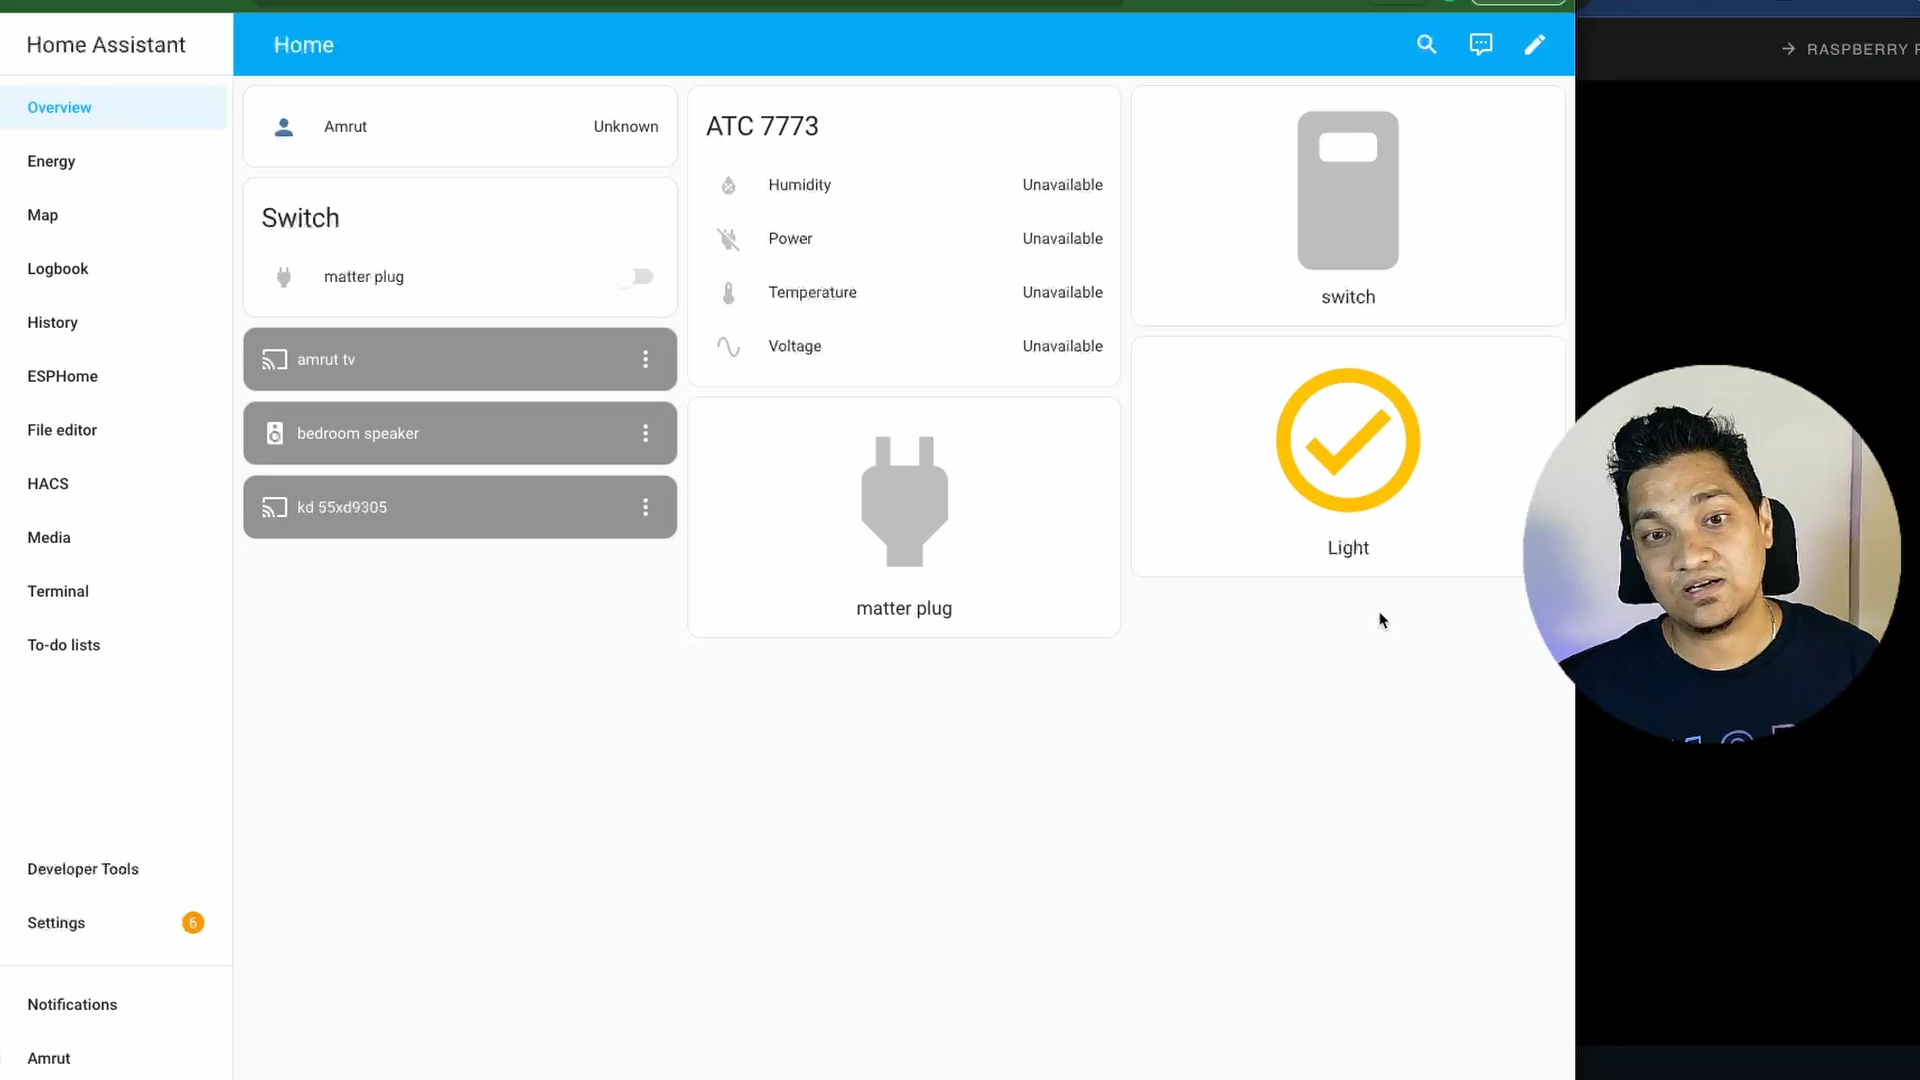 Home Assistant
Home
RASPBERRY
Overview
Energy
Map
Logbook
History
ESPHome
File editor
HACS
Media
Terminal
To-do lists
Developer Tools
Settings 6
Notifications
Amrut
Amrut Unknown
Switch
matter plug
amrut tv
bedroom speaker
kd 55xd9305
ATC 7773
Humidity Unavailable
Power Unavailable
Temperature Unavailable
Voltage Unavailable
matter plug
switch
Light